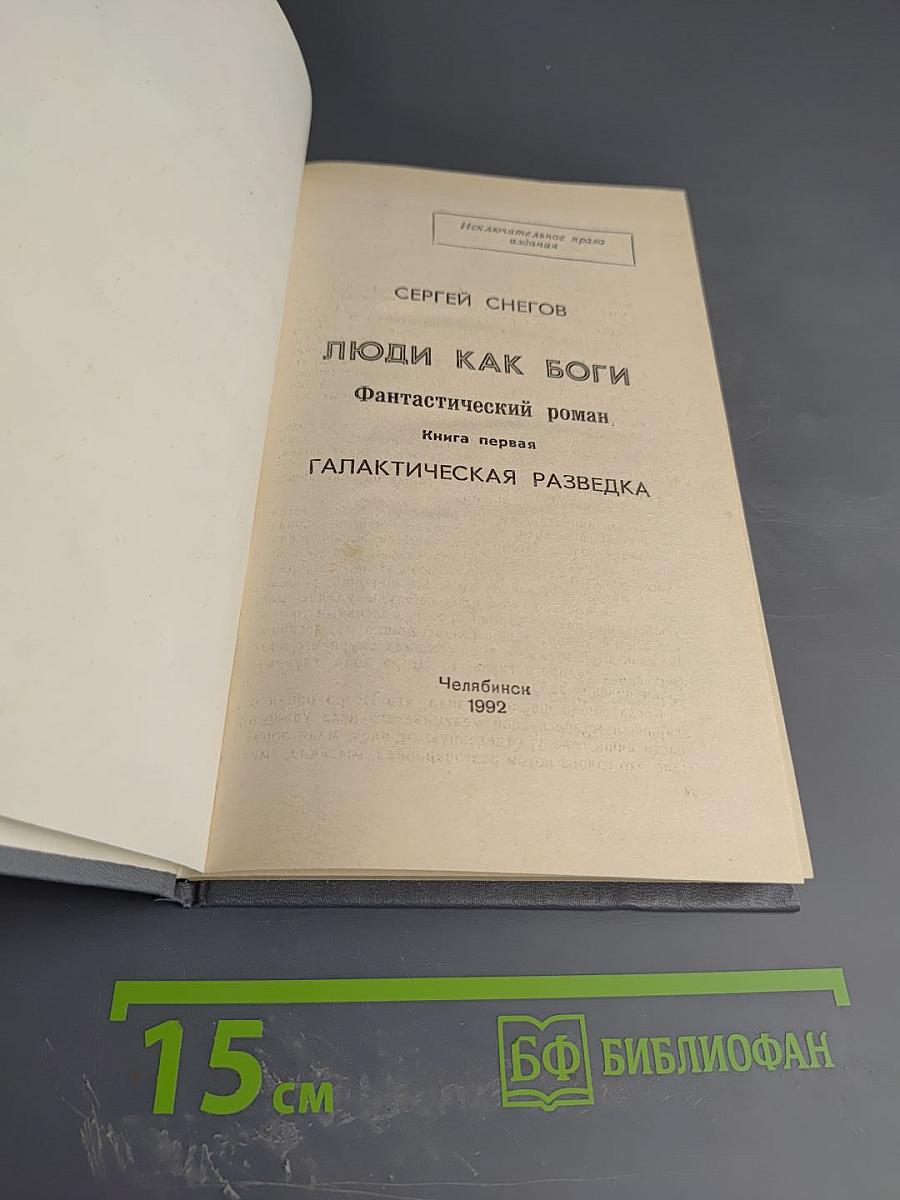 Исключительное право
издания
СЕРГЕЙ СНЕГОВ
ЛЮДИ КАК БОГИ
Фантастический роман
Книга первая
ГАЛАКТИЧЕСКАЯ РАЗВЕДКА
Челябинск
1992
15 см
БФ БИБЛИОФАН